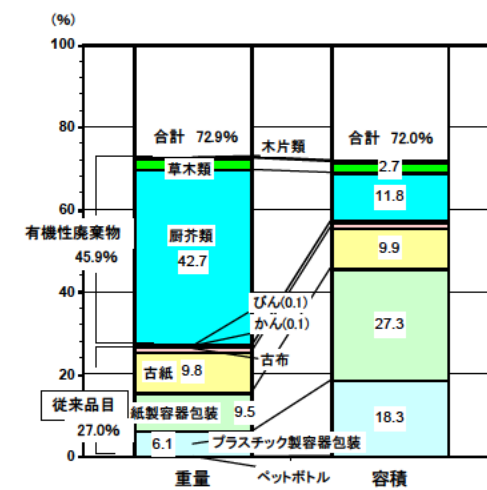 (%)
100
80
60
40
20
0
合計 72.9%
合計 72.0%
木片類
草木類
2.7
厨芥類
42.7
11.8
有機性廃棄物
45.9%
びん(0.1)
かん(0.1)
古布
9.9
古紙 9.8
27.3
従来品目
27.0%
紙製容器包装 9.5
6.1
プラスチック製容器包装
18.3
ペットボトル
重量
容積